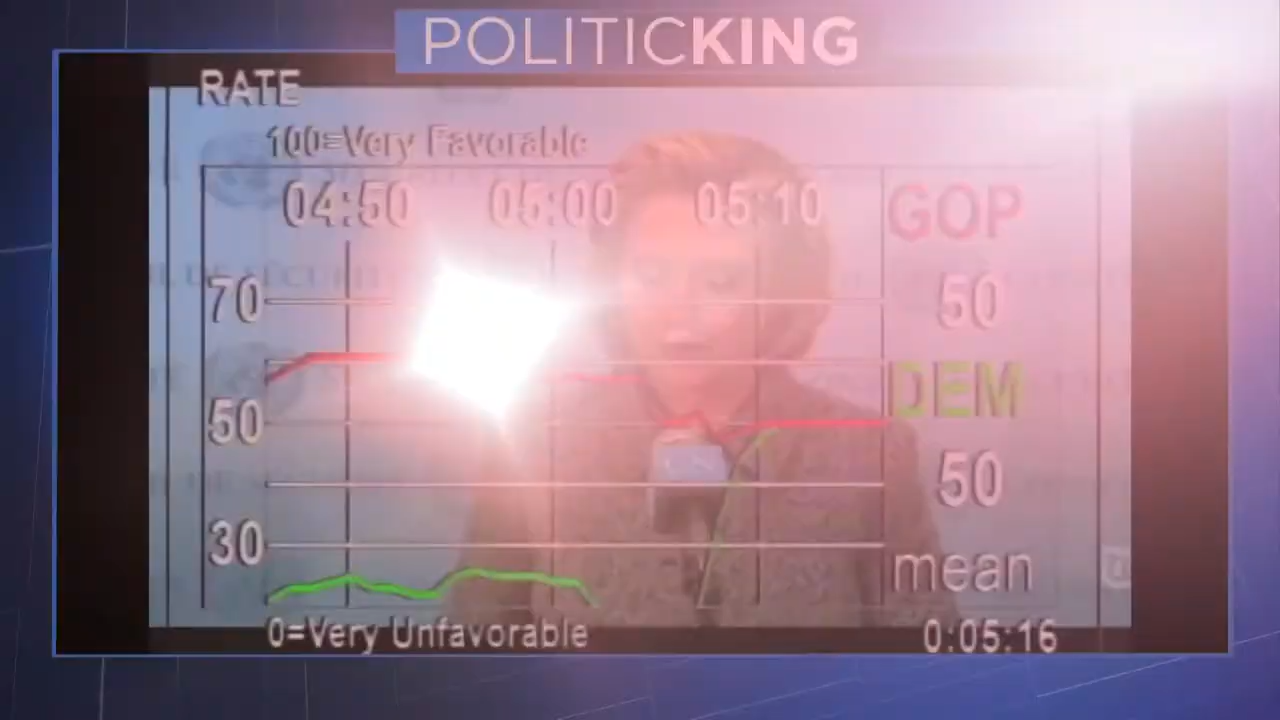 POLITICKING
RATE
100=Very Favorable
04:50 05:00 05:10 GOP
70 50
DEM
50 50
30 mean
0=Very Unfavorable 0:05:16